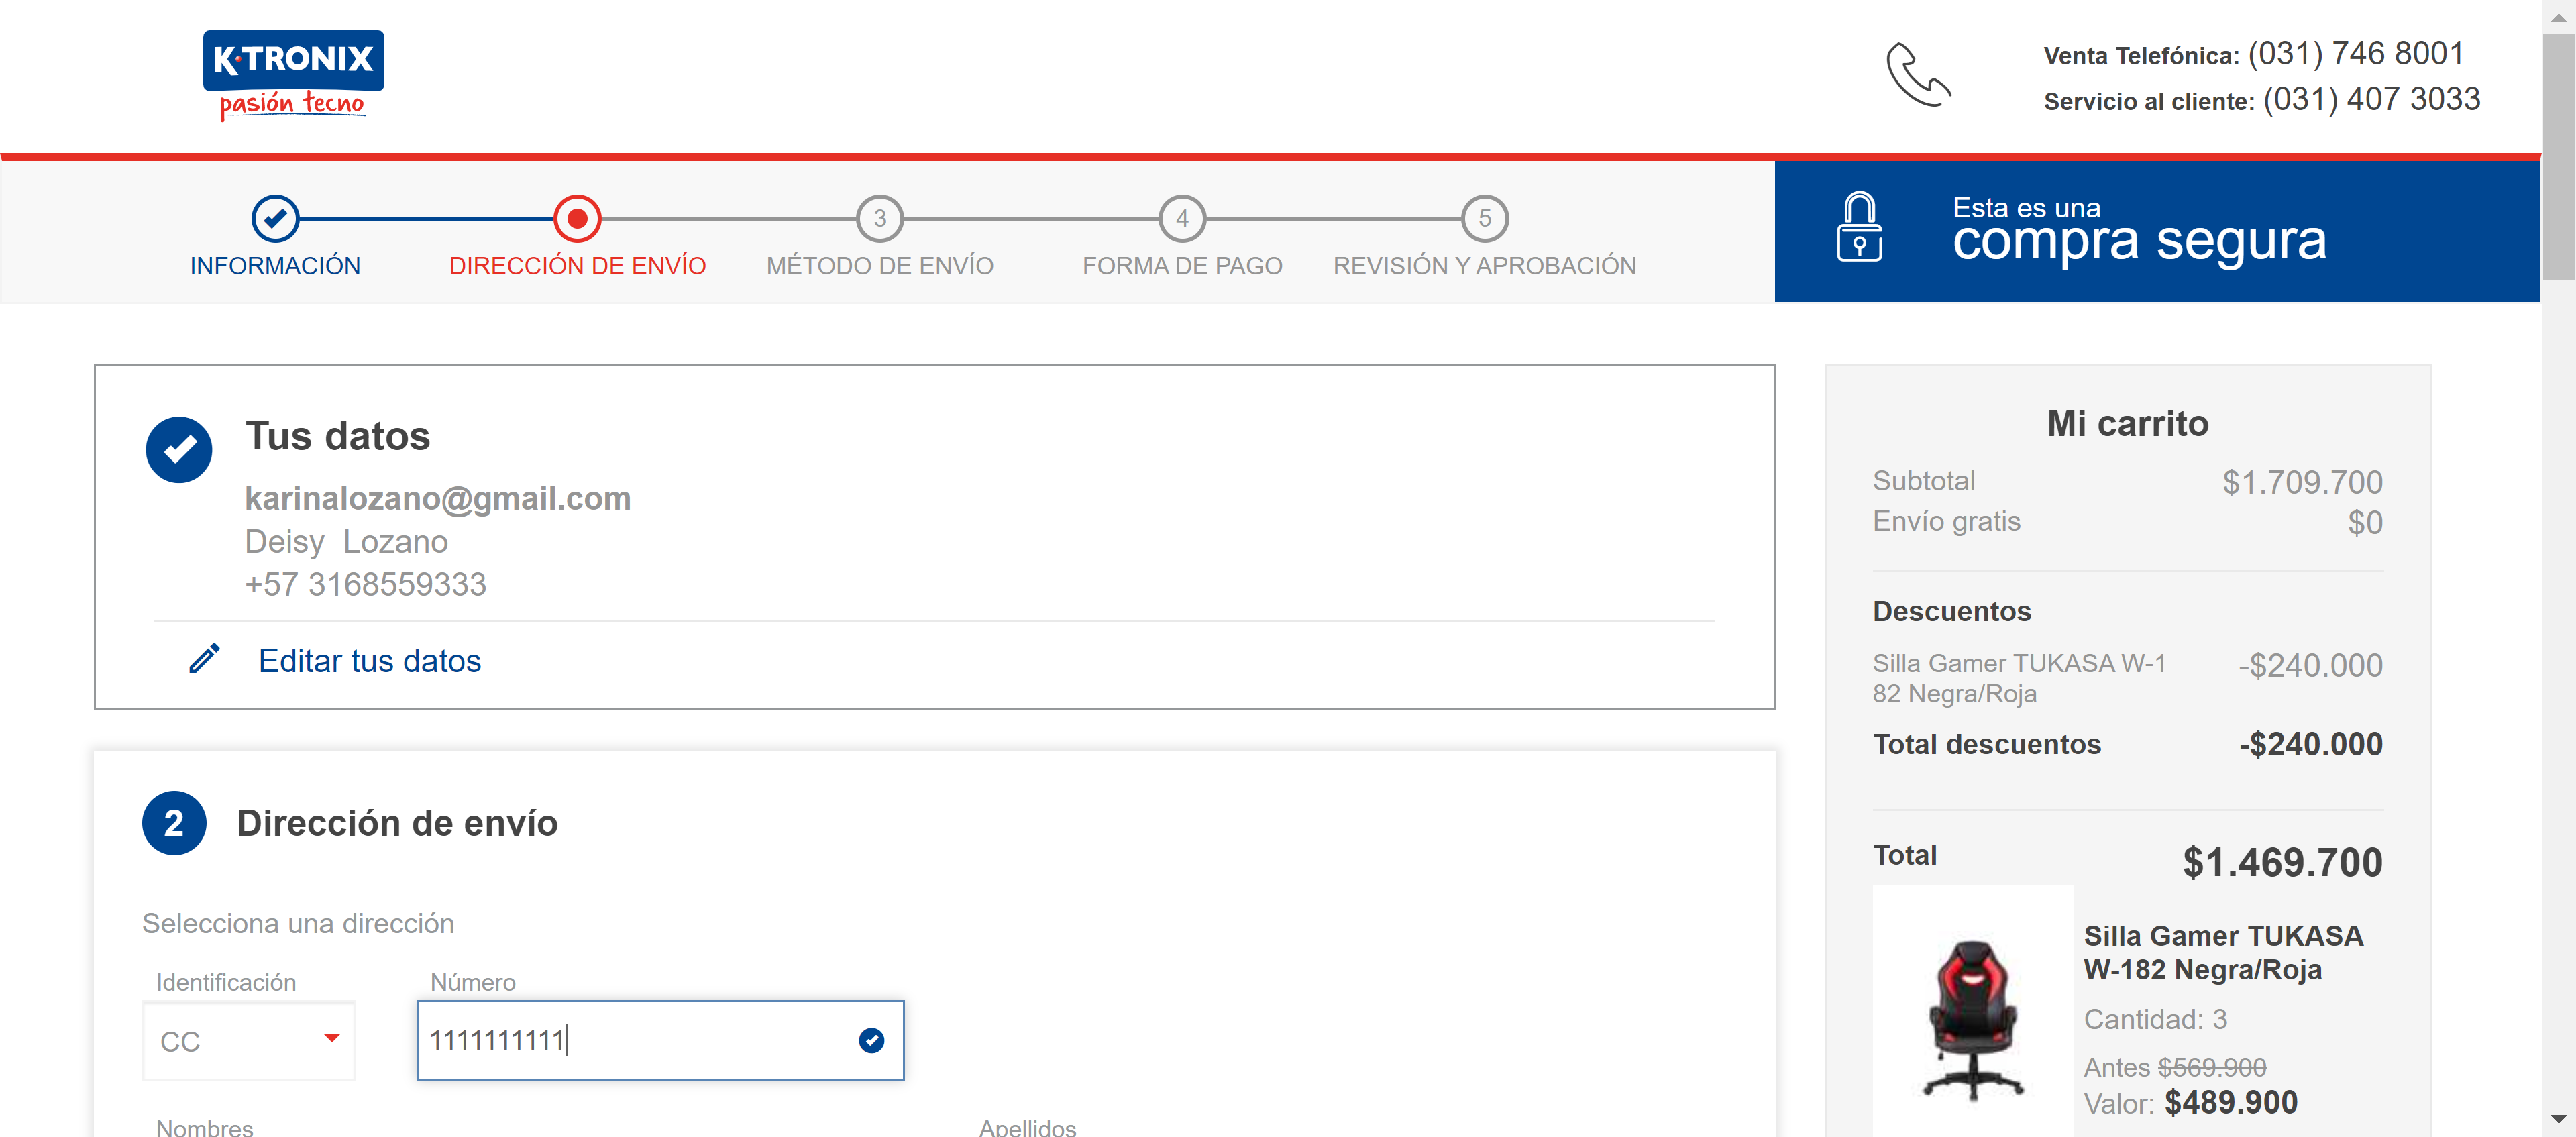 K·TRONIX
pasión tecno
Venta Telefónica: (031) 746 8001
Servicio al cliente: (031) 407 3033
3
4
5
INFORMACIÓN
DIRECCIÓN DE ENVÍO
MÉTODO DE ENVÍO
FORMA DE PAGO
REVISIÓN Y APROBACIÓN
Esta es una
compra segura
Tus datos
karinalozano@gmail.com
Deisy Lozano
+57 3168559333
Editar tus datos
2 Dirección de envío
Selecciona una dirección
Identificación
Número
CC
1111111111
Nombres
Apellidos
Mi carrito
Subtotal $1.709.700
Envío gratis $0
Descuentos
Silla Gamer TUKASA W-1 -$240.000
82 Negra/Roja
Total descuentos -$240.000
Total $1.469.700
Silla Gamer TUKASA
W-182 Negra/Roja
Cantidad: 3
Antes $569.900
Valor: $489.900